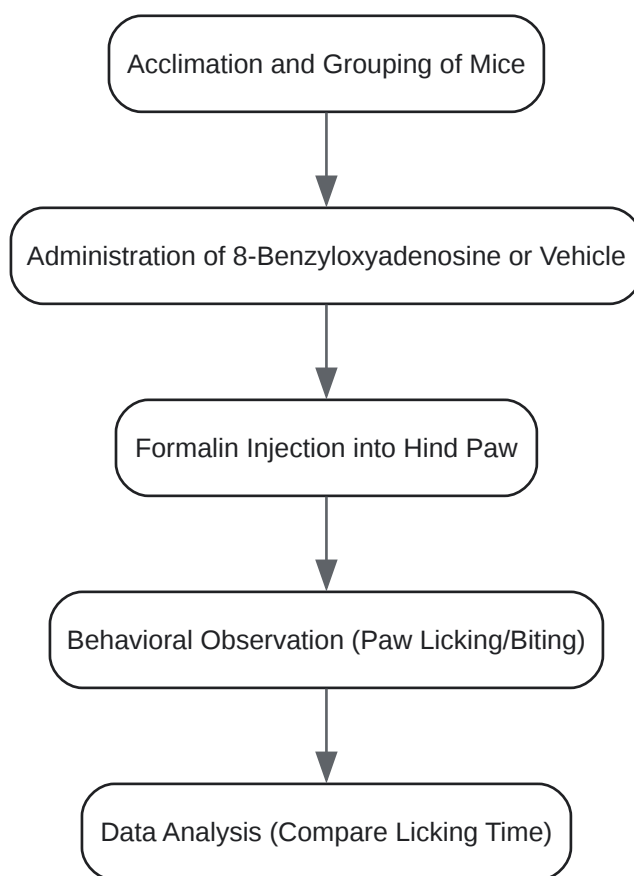 Acclimation and Grouping of Mice
Administration of 8-Benzyloxyadenosine or Vehicle
Formalin Injection into Hind Paw
Behavioral Observation (Paw Licking/Biting)
Data Analysis (Compare Licking Time)